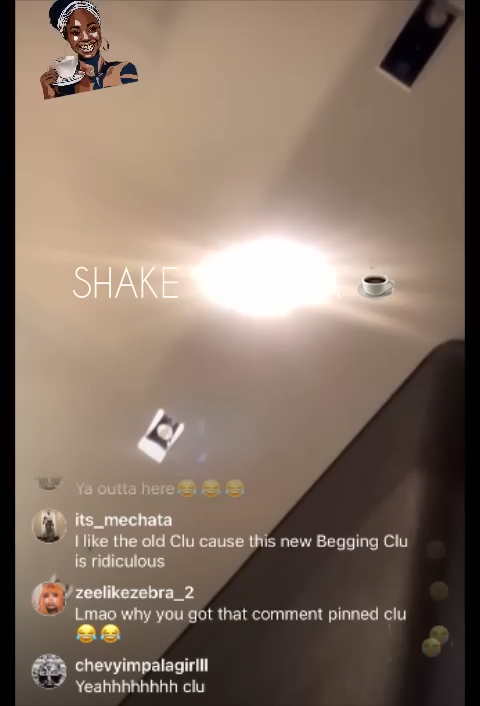 SHAKE ☕
Ya outta here😂😂😂
its_mechata
I like the old Clu cause this new Begging Clu
is ridiculous
zeelikezebra_2
Lmao why you got that comment pinned clu
😂😂
chevyimpalagirlll
Yeahhhhhhhh clu